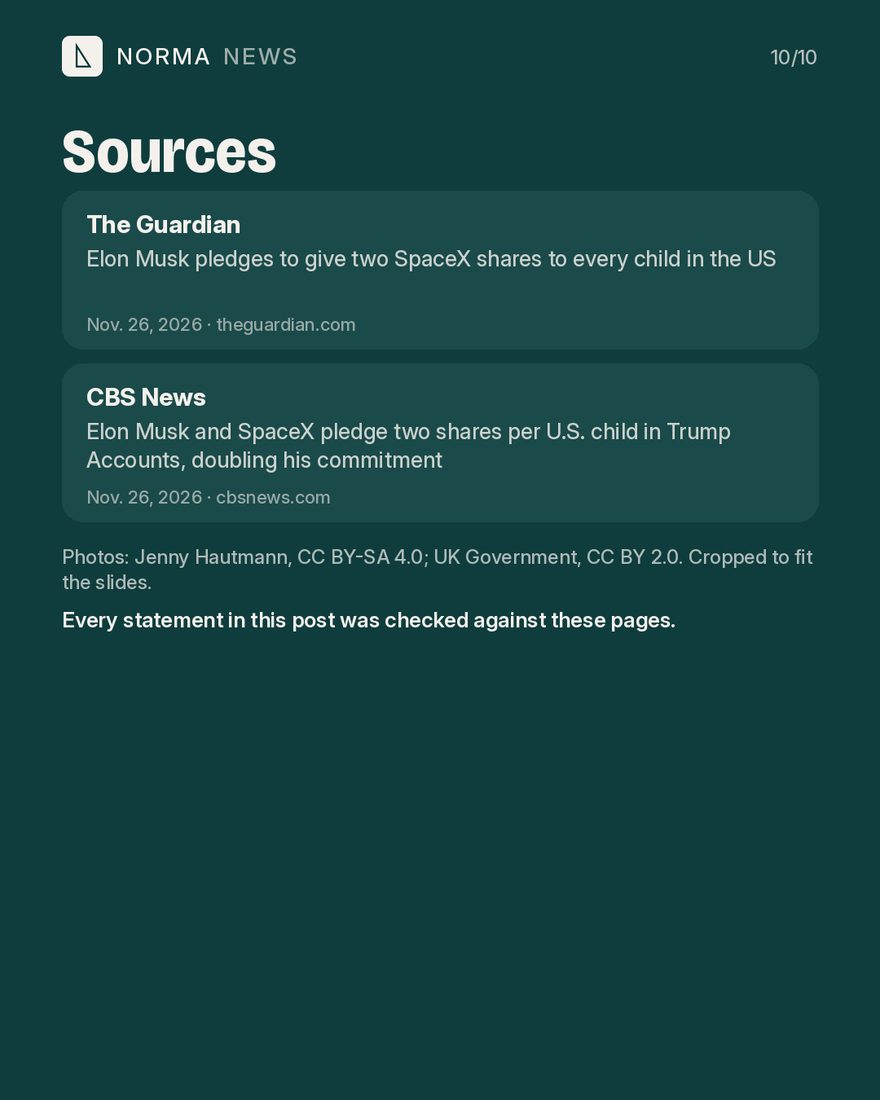 NORMA NEWS
10/10
Sources
The Guardian
Elon Musk pledges to give two SpaceX shares to every child in the US
Nov. 26, 2026 · theguardian.com
CBS News
Elon Musk and SpaceX pledge two shares per U.S. child in Trump
Accounts, doubling his commitment
Nov. 26, 2026 · cbsnews.com
Photos: Jenny Hautmann, CC BY-SA 4.0; UK Government, CC BY 2.0. Cropped to fit
the slides.
Every statement in this post was checked against these pages.